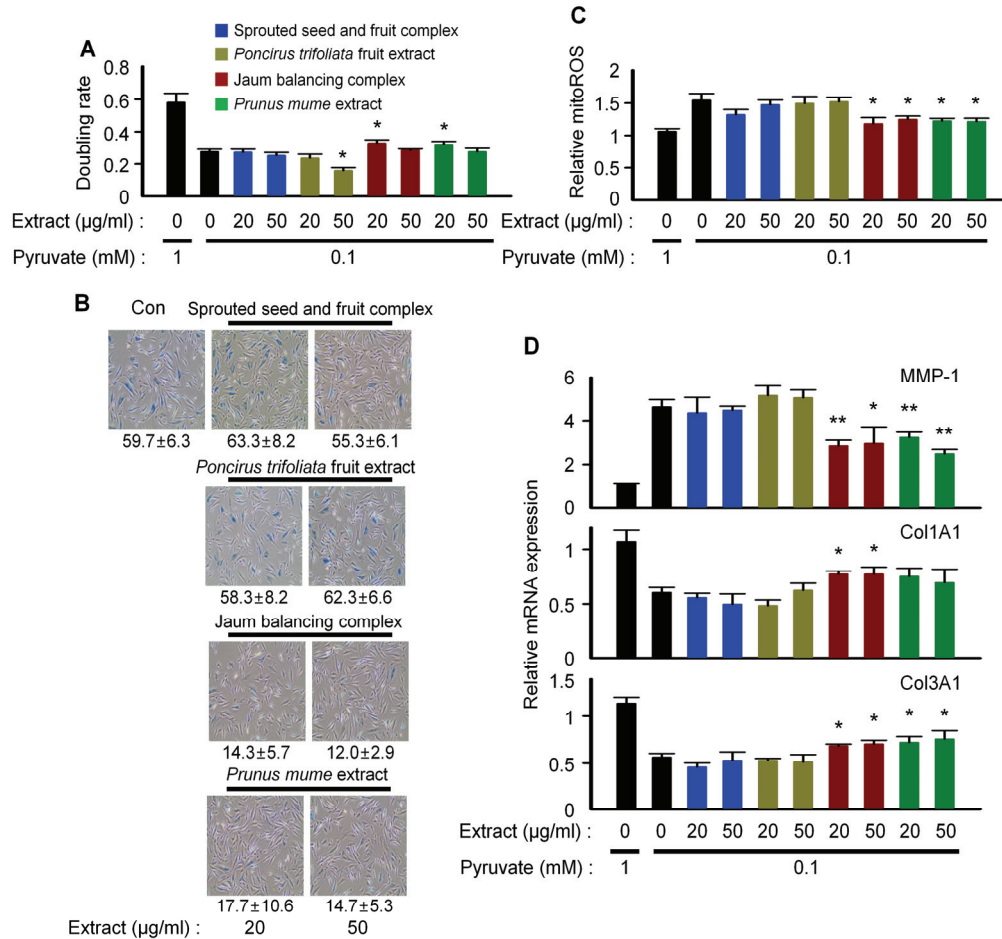 A
Sprouted seed and fruit complex
Poncirus trifoliata fruit extract
Jaum balancing complex
Prunus mume extract
Doubling rate
0.8
0.6
0.4
0.2
0
Extract (µg/ml) : 0 0 20 50 20 50 20 50 20 50
Pyruvate (mM) : 1 0.1
* * *
C
Relative mitoROS
2
1.5
1
0.5
0
* * * *
Extract (µg/ml) : 0 0 20 50 20 50 20 50 20 50
Pyruvate (mM) : 1 0.1
B
Con Sprouted seed and fruit complex
59.7±6.3 63.3±8.2 55.3±6.1
Poncirus trifoliata fruit extract
58.3±8.2 62.3±6.6
Jaum balancing complex
14.3±5.7 12.0±2.9
Prunus mume extract
17.7±10.6 14.7±5.3
Extract (µg/ml) : 20 50
D
Relative mRNA expression
MMP-1
6
4
2
0
** * ** **
Col1A1
1
0.5
0
* *
Col3A1
1.5
1
0.5
0
* * * *
Extract (µg/ml) : 0 0 20 50 20 50 20 50 20 50
Pyruvate (mM) : 1 0.1